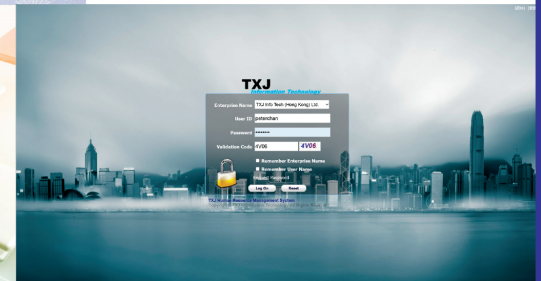 TXJ
Information Technology
Enterprise Name TXJ Info Tech (Hong Kong) Ltd.
User ID peterchan
Password ••••••••
Validation Code 4V06 4V06
Remember Enterprise Name
Remember User Name
Log On Reset
TXJ Human Resource Management System